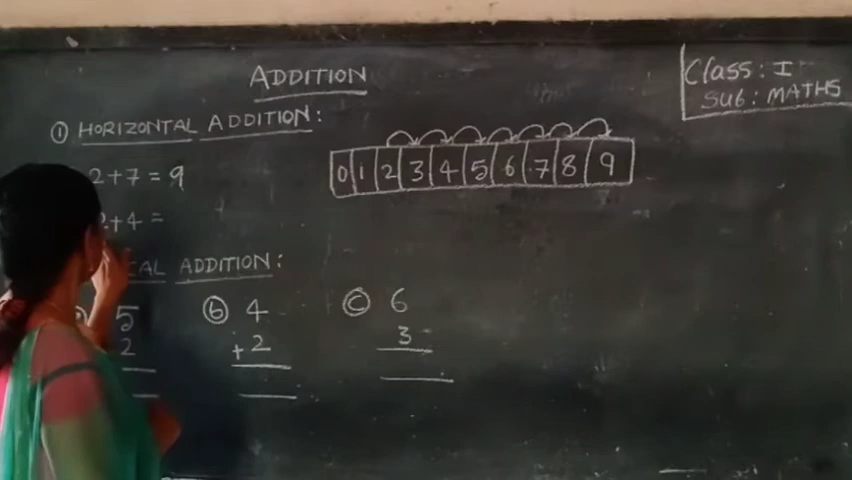 ADDITION
Class: I
Sub: MATHS
① HORIZONTAL ADDITION:
0 1 2 3 4 5 6 7 8 9
2+7=9
2+4=
ADDITION:
5 ⓑ 4 ⓒ 6
2 +2 3